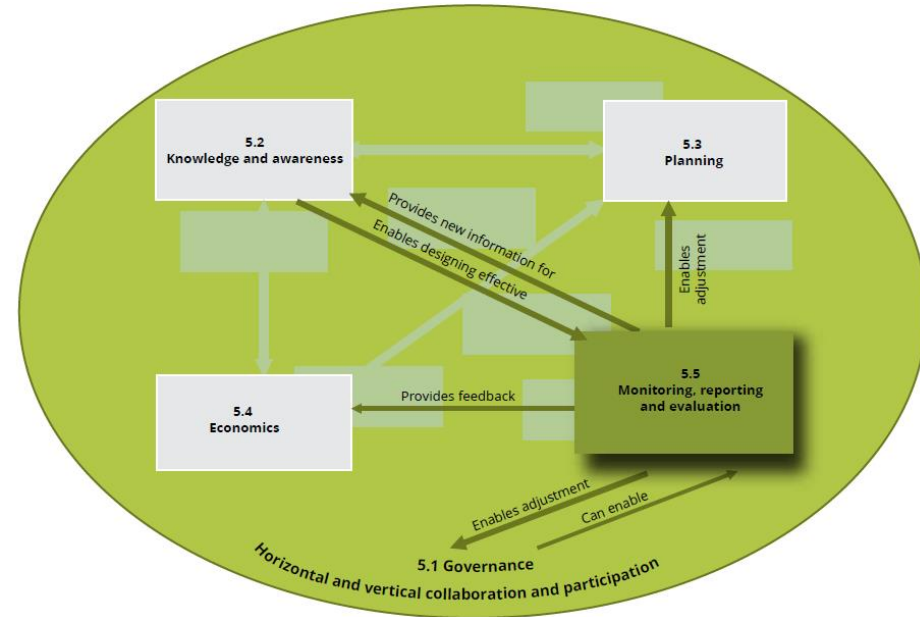 5.2
Knowledge and awareness
5.3
Planning
Provides new information for
Enables designing effective
Enables
adjustment
5.5
Monitoring, reporting
and evaluation
5.4
Economics
Provides feedback
Enables adjustment
Can enable
5.1 Governance
Horizontal and vertical collaboration and participation